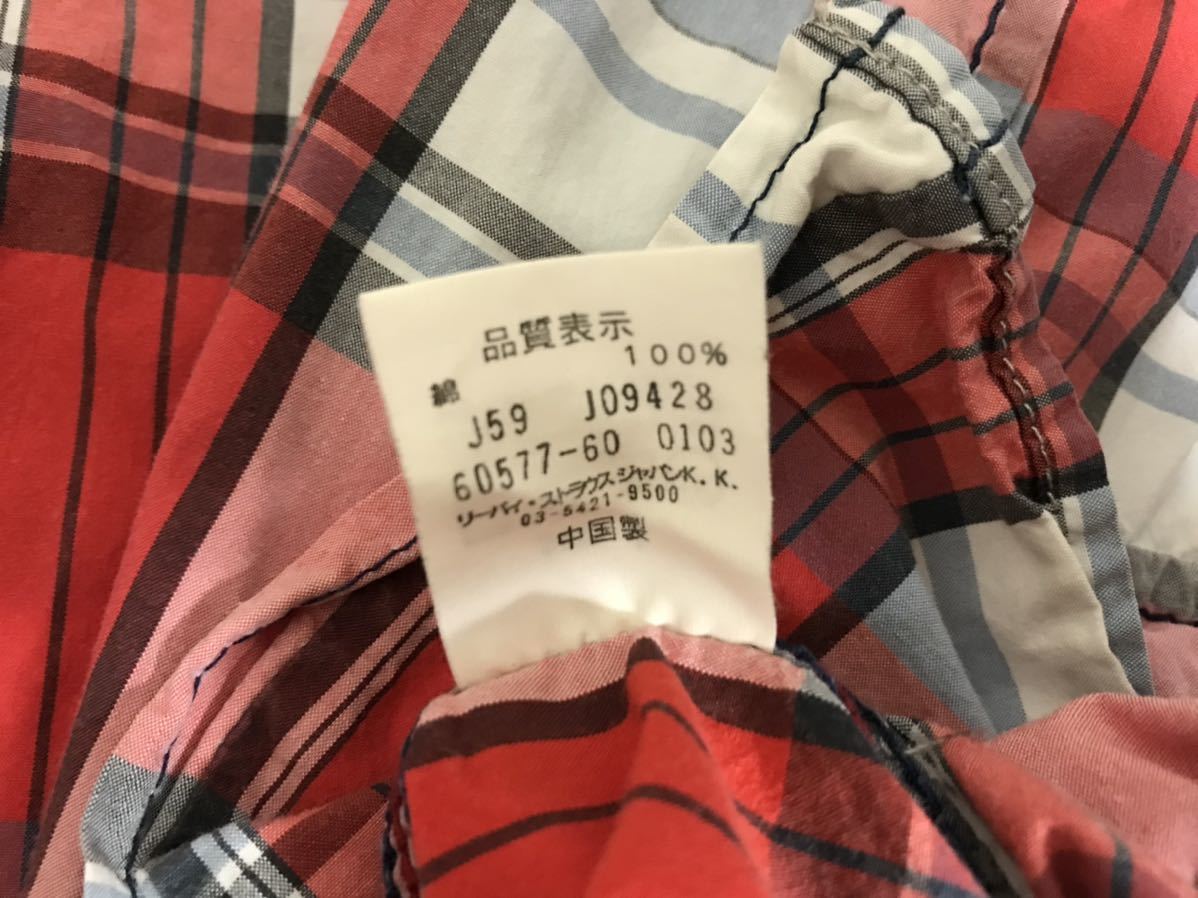 品質表示
綿 100%
J59 J09428
60577-60 0103
リーバイ・ストラウスジャパンK.K.
03-5421-9500
中国製